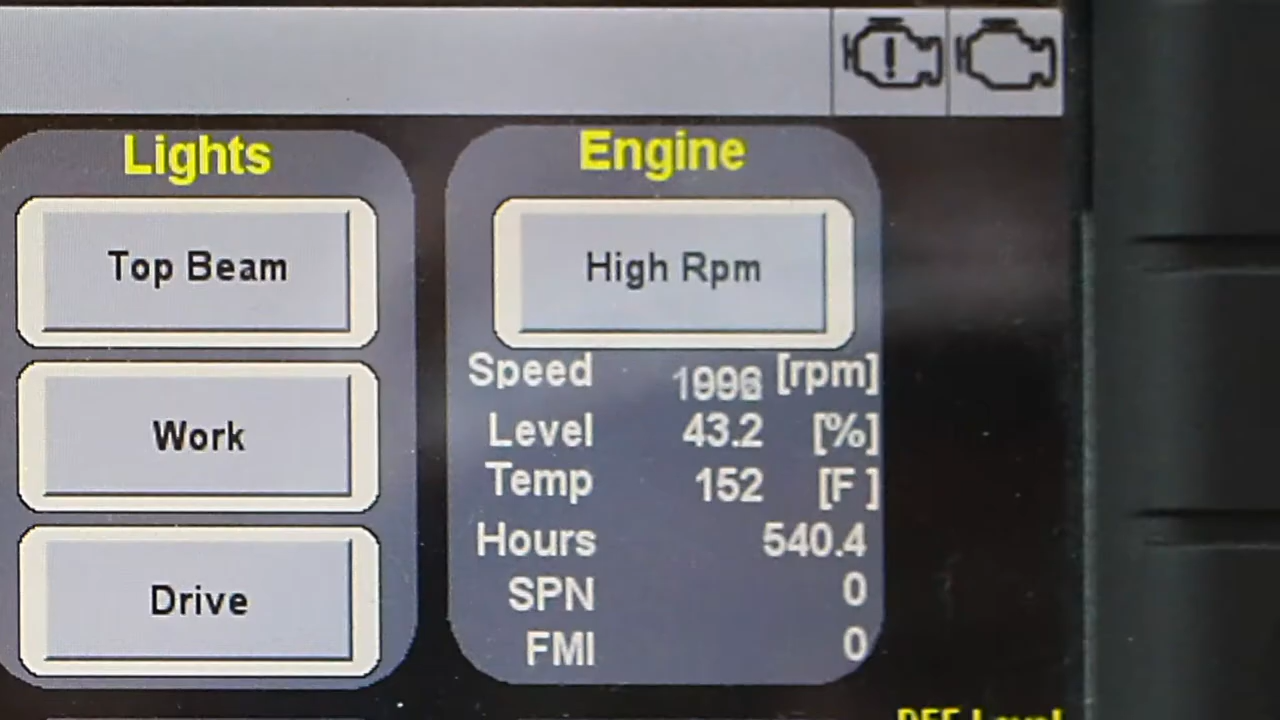 Lights
Top Beam
Work
Drive
Engine
High Rpm
Speed [rpm]
Level 43.2 [%]
Temp 152 [F ]
Hours 540.4
SPN 0
FMI 0